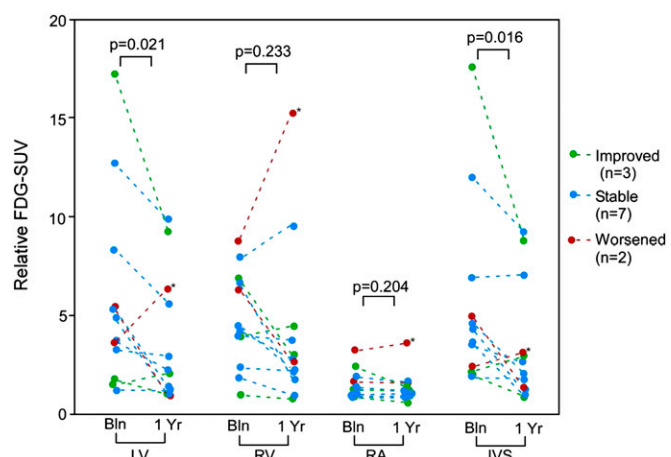 20
15
10
5
0
Relative FDG-SUV
p=0.021
p=0.233
p=0.204
p=0.016
*
*
*
*
Improved
(n=3)
Stable
(n=7)
Worsened
(n=2)
Bln 1 Yr Bln 1 Yr Bln 1 Yr Bln 1 Yr
LV RV RA IVS